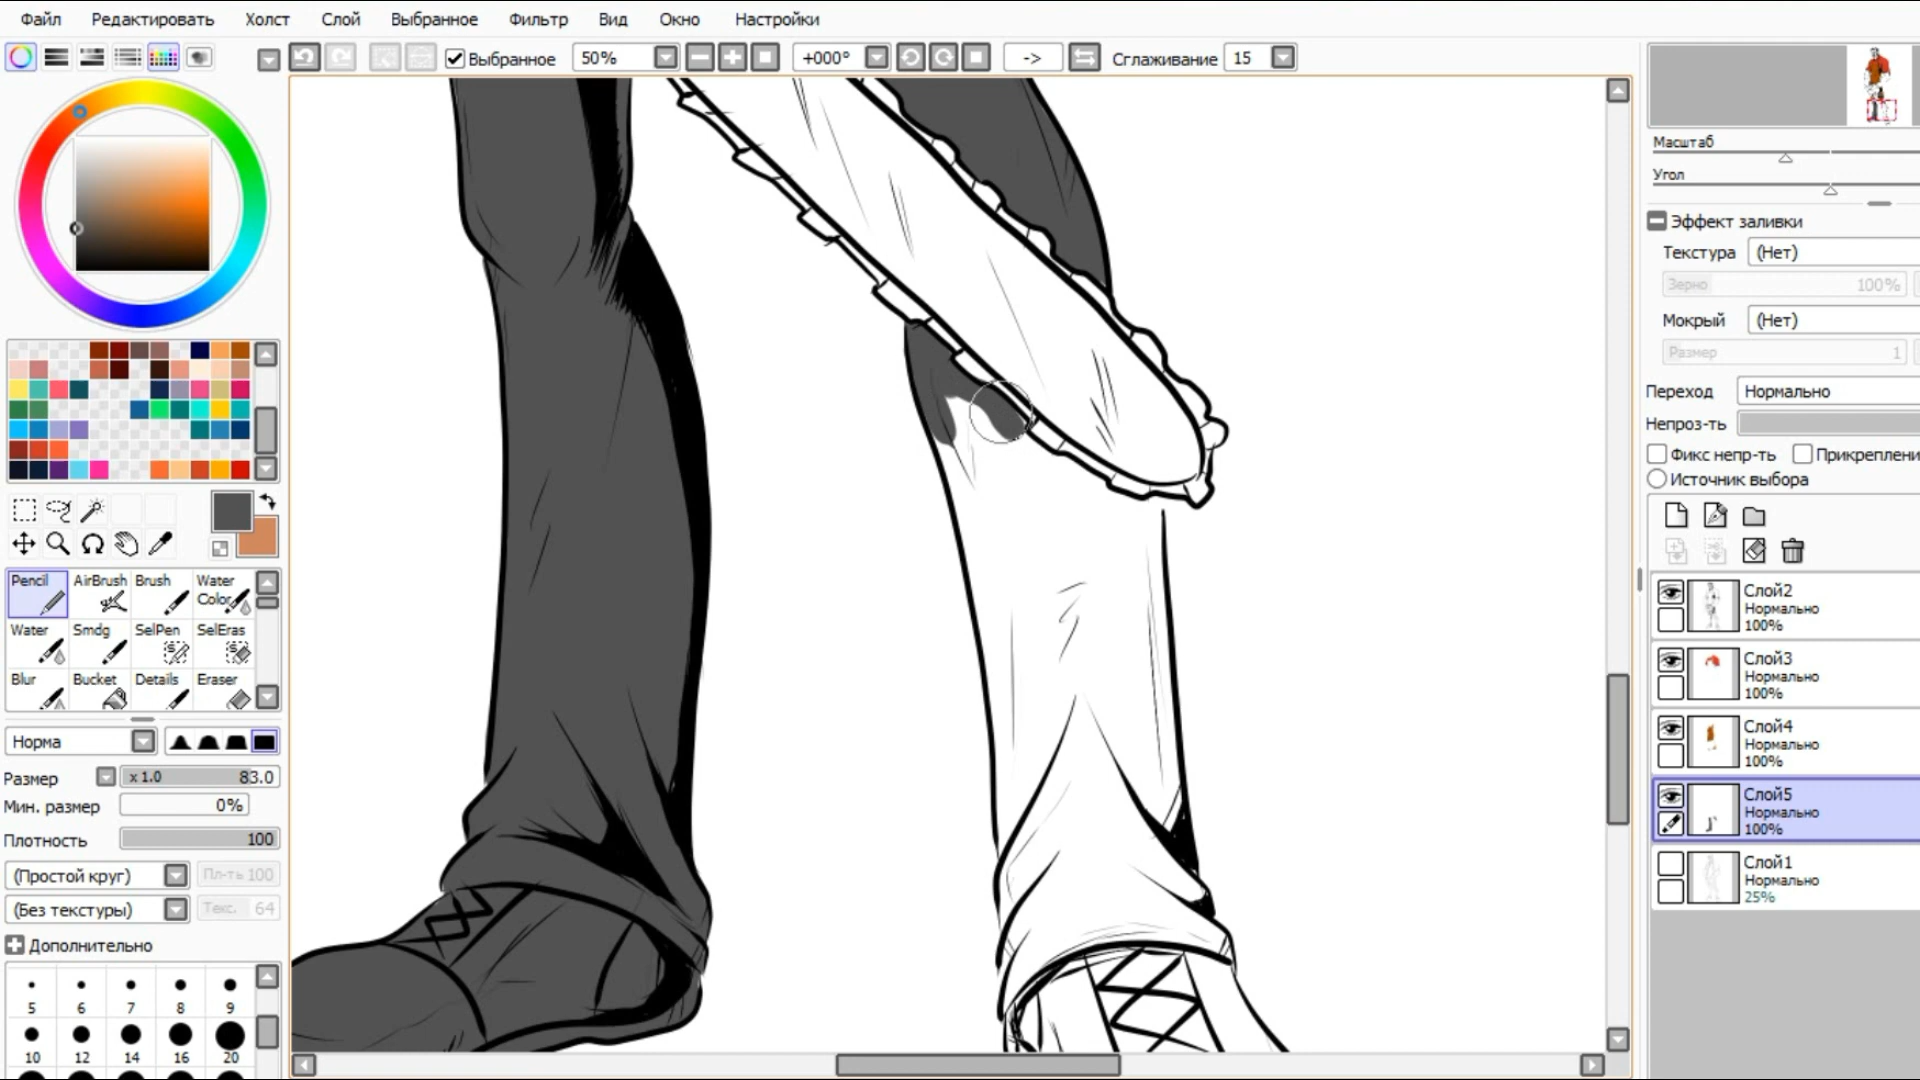 Файл Редактировать Холст Слой Выбранное Фильтр Вид Окно Настройки
Выбранное 50% +000° -> Сглаживание 15
Масштаб
Угол
Эффект заливки
Текстура (Нет)
Зерно 100%
Мокрый (Нет)
Размер 1
Переход Нормально
Непроз-ть
Фикс непр-ть Прикреплени
Источник выбора
Pencil AirBrush Brush Water Color
Water Smdg SelPen SelEras
Blur Bucket Details Eraser
Норма
Размер x 1.0 83.0
Мин. размер 0%
Плотность 100
(Простой круг) Пл-ть 100
(Без текстуры) Текс. 64
Дополнительно
5 6 7 8 9
10 12 14 16 20
Слой2
Нормально
100%
Слой3
Нормально
100%
Слой4
Нормально
100%
Слой5
Нормально
100%
Слой1
Нормально
25%